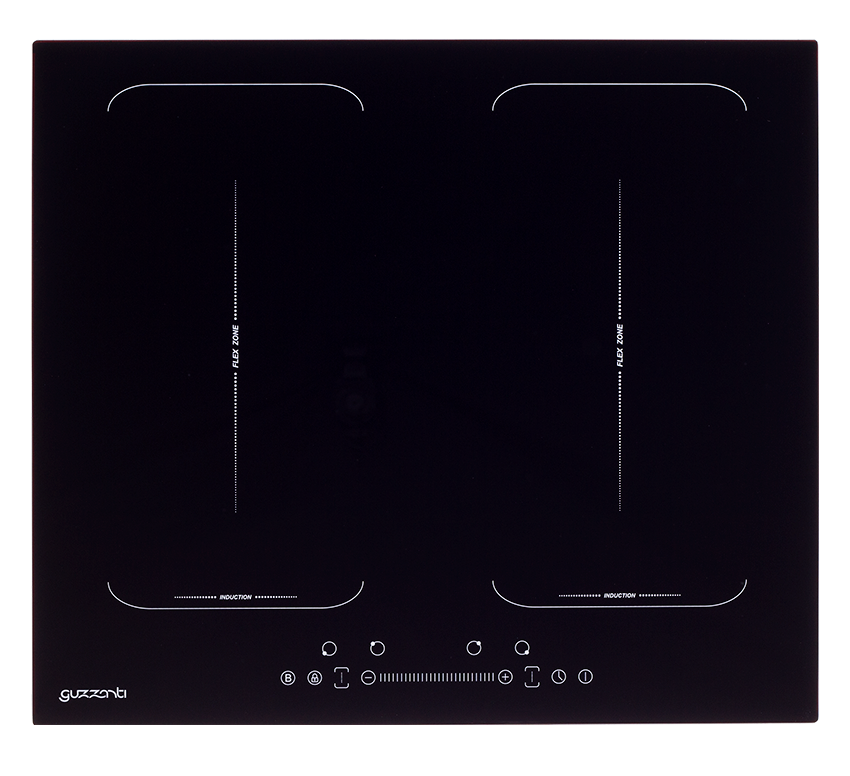 FLEX ZONE
FLEX ZONE
INDUCTION
INDUCTION
B
guzzanti